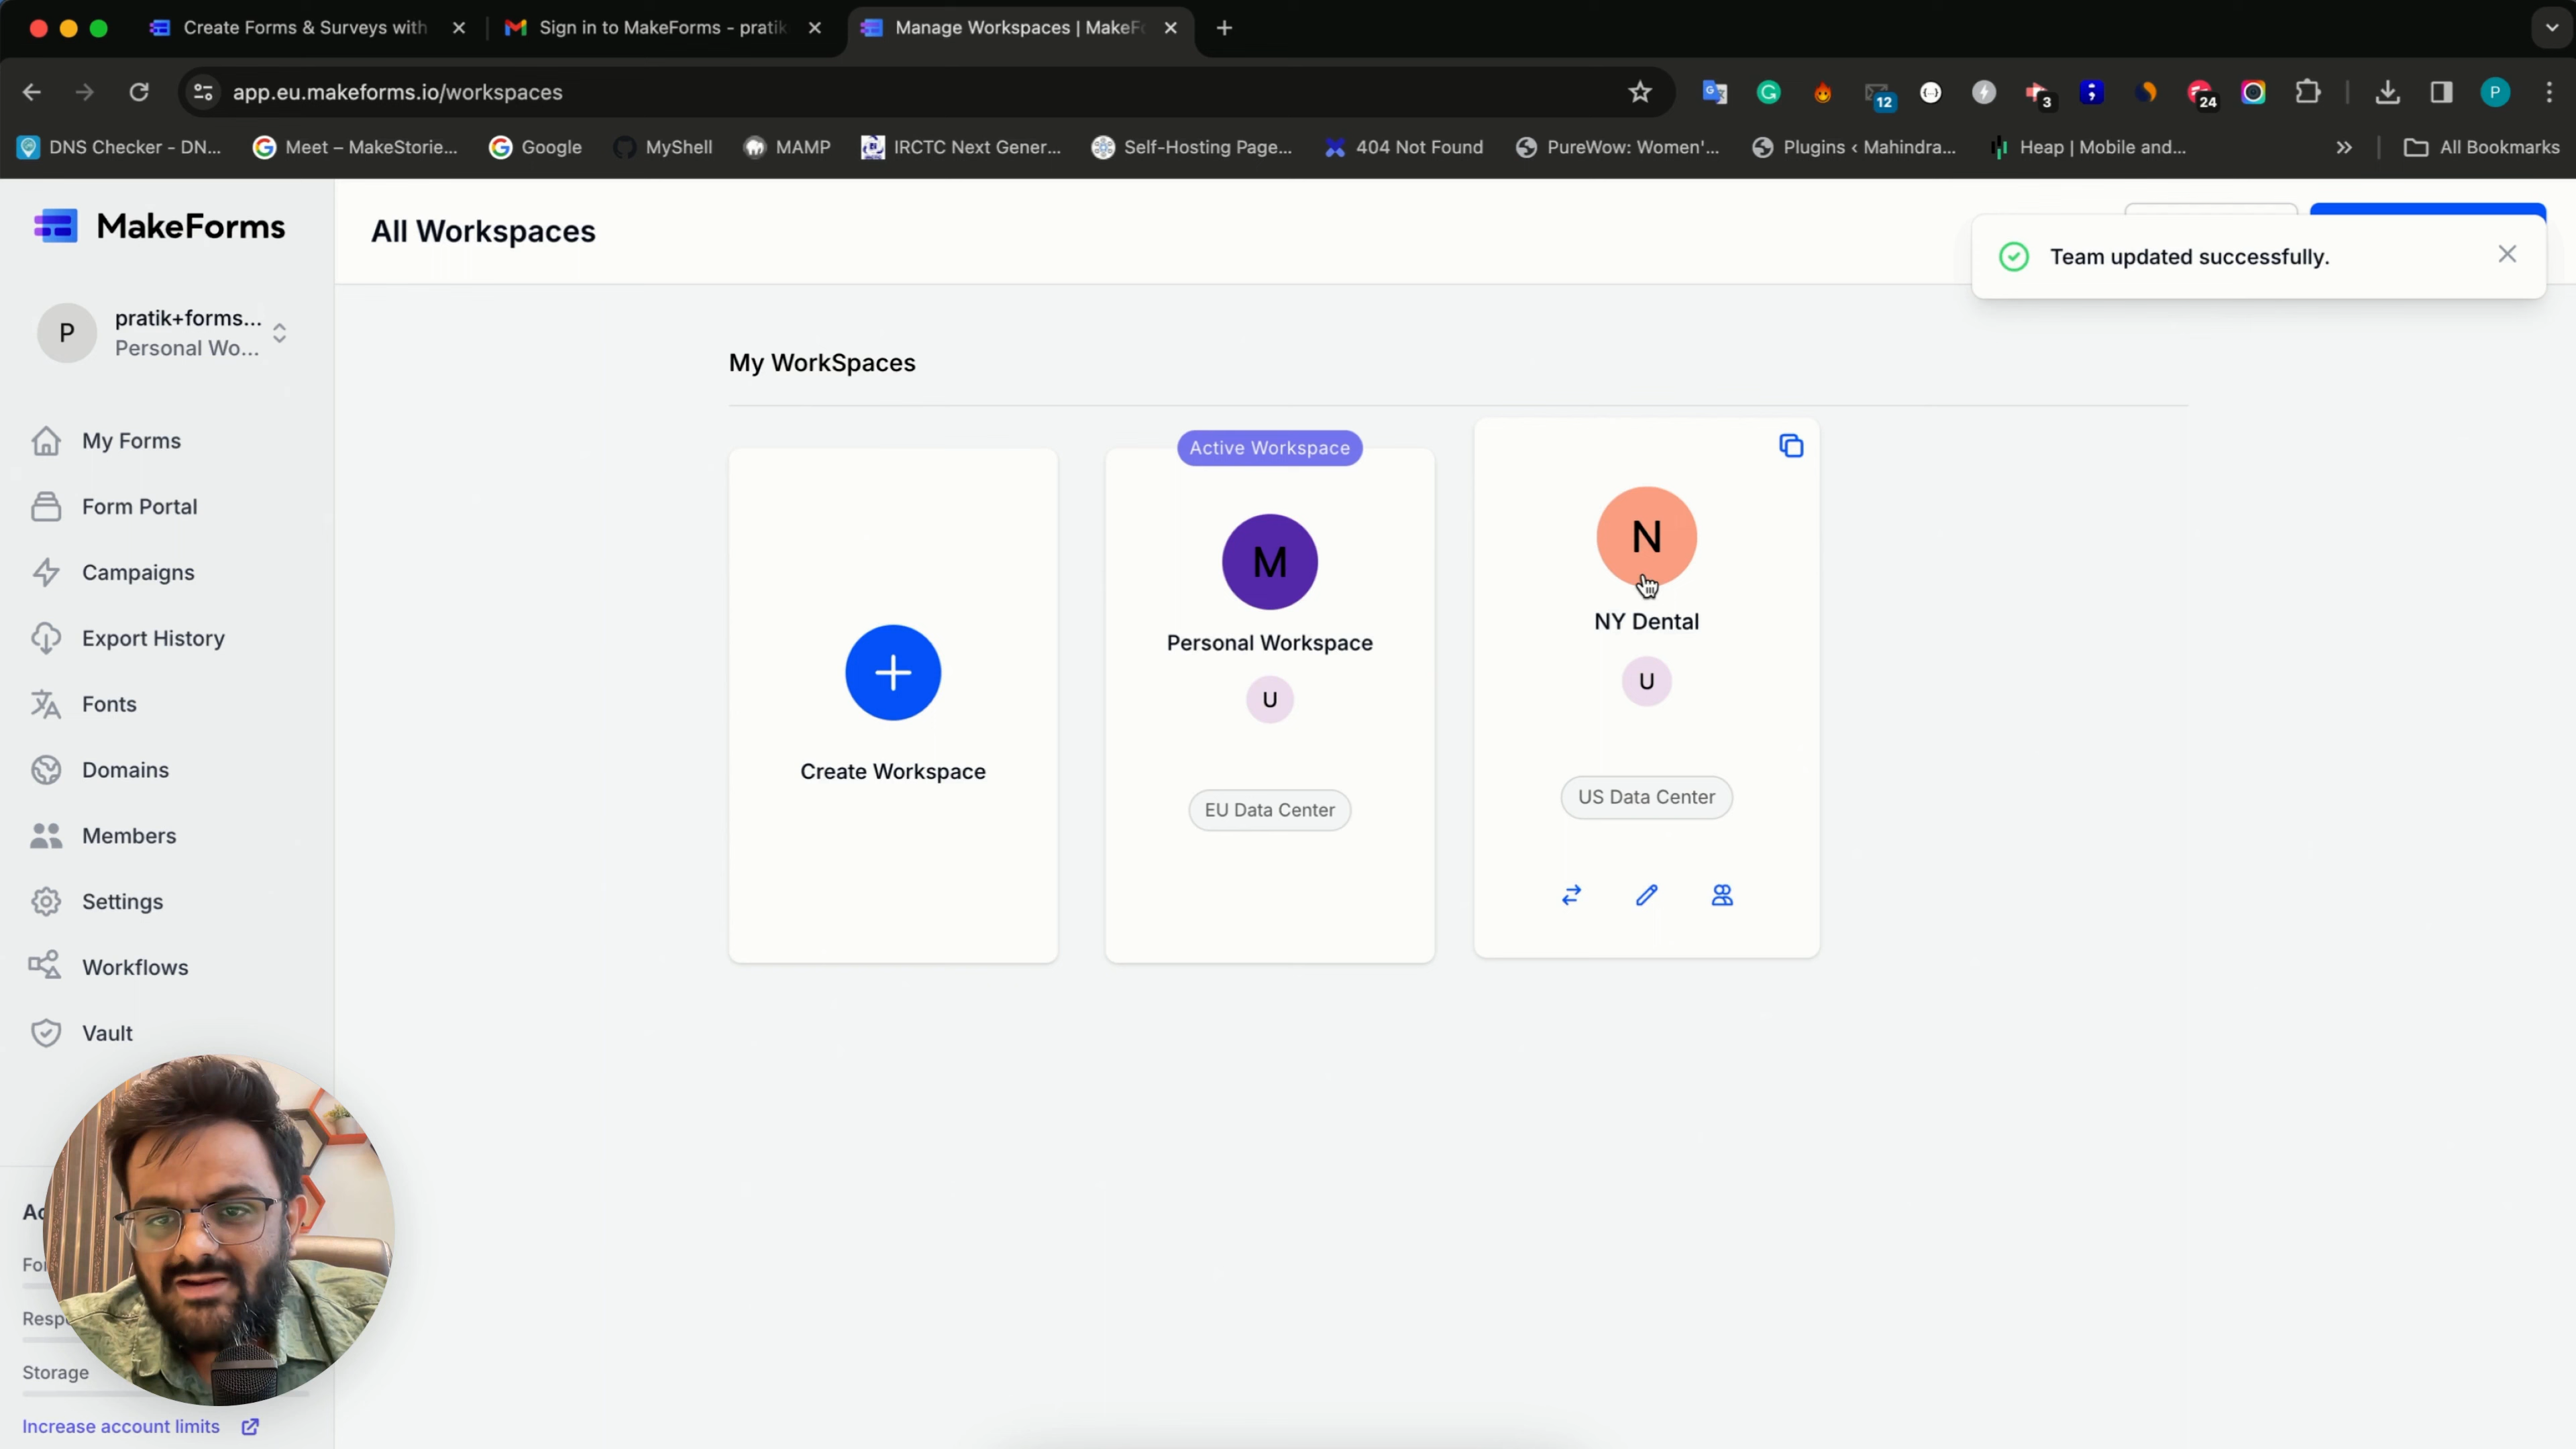 Create Forms & Surveys with
Sign in to MakeForms - pratik
Manage Workspaces | MakeFo
app.eu.makeforms.io/workspaces
12
3
24
P
DNS Checker - DN...
Meet – MakeStorie...
Google
MyShell
MAMP
IRCTC Next Gener...
Self-Hosting Page...
404 Not Found
PureWow: Women'...
Plugins ‹ Mahindra...
Heap | Mobile and...
All Bookmarks
MakeForms
All Workspaces
Team updated successfully.
P
pratik+forms...
Personal Wo...
My Forms
Form Portal
Campaigns
Export History
Fonts
Domains
Members
Settings
Workflows
Vault
Storage
Increase account limits
My WorkSpaces
Create Workspace
Active Workspace
M
Personal Workspace
U
EU Data Center
N
NY Dental
U
US Data Center